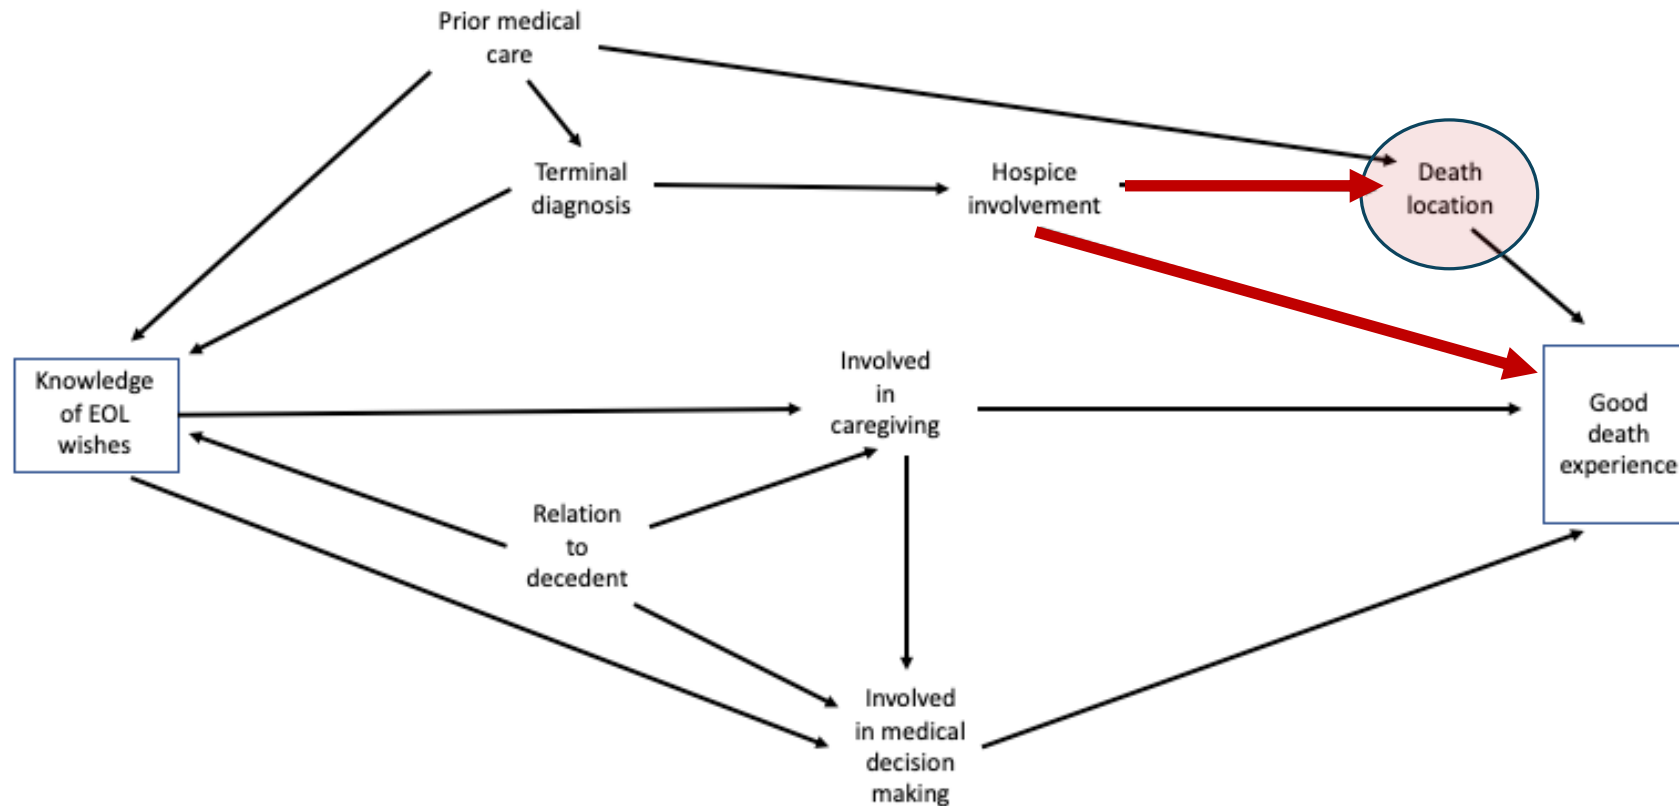 Prior medical
care
Terminal
diagnosis
Hospice
involvement
Death
location
Knowledge
of EOL
wishes
Involved
in
caregiving
Good
death
experience
Relation
to
decedent
Involved
in medical
decision
making